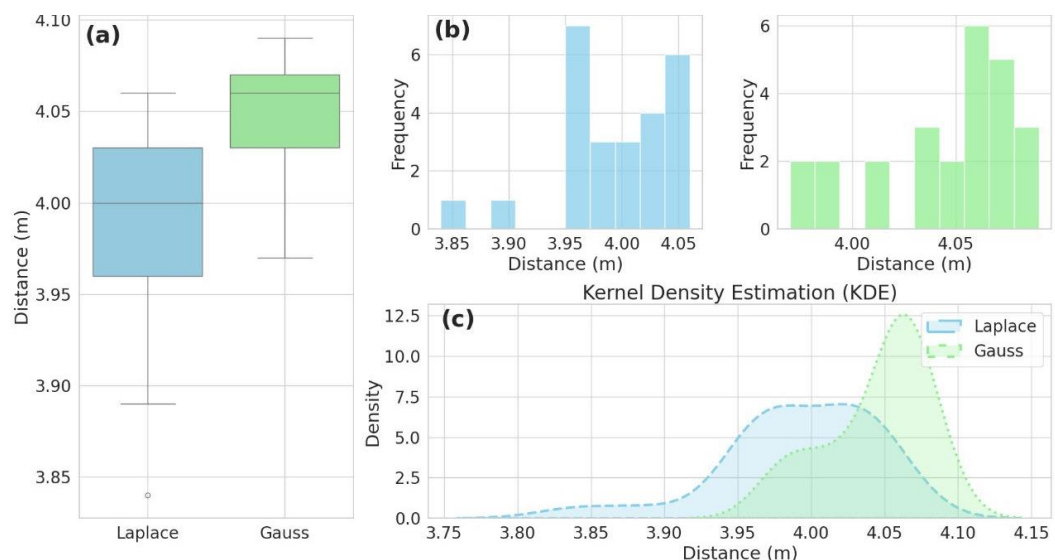 (a)
Distance (m)
4.10
4.05
4.00
3.95
3.90
3.85
Laplace
Gauss
(b)
Frequency
6
4
2
0
3.85
3.90
3.95
4.00
4.05
Distance (m)
Frequency
6
4
2
0
4.00
4.05
Distance (m)
Kernel Density Estimation (KDE)
(c)
Density
12.5
10.0
7.5
5.0
2.5
0.0
3.75
3.80
3.85
3.90
3.95
4.00
4.05
4.10
4.15
Distance (m)
Laplace
Gauss